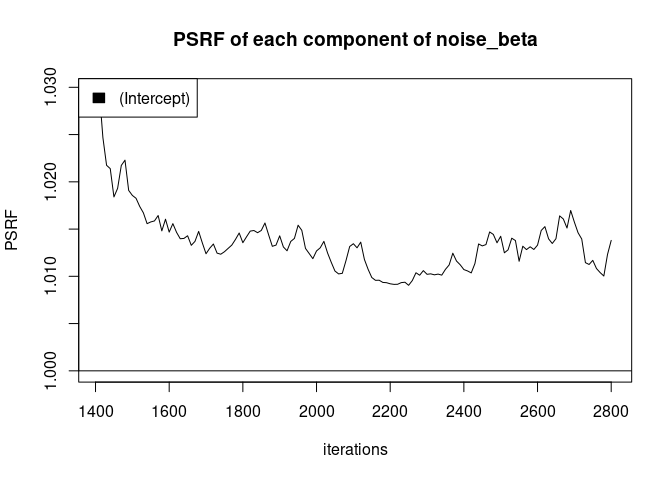 PSRF of each component of noise_beta
(Intercept)
PSRF
1.030
1.020
1.010
1.000
1400 1600 1800 2000 2200 2400 2600 2800
iterations